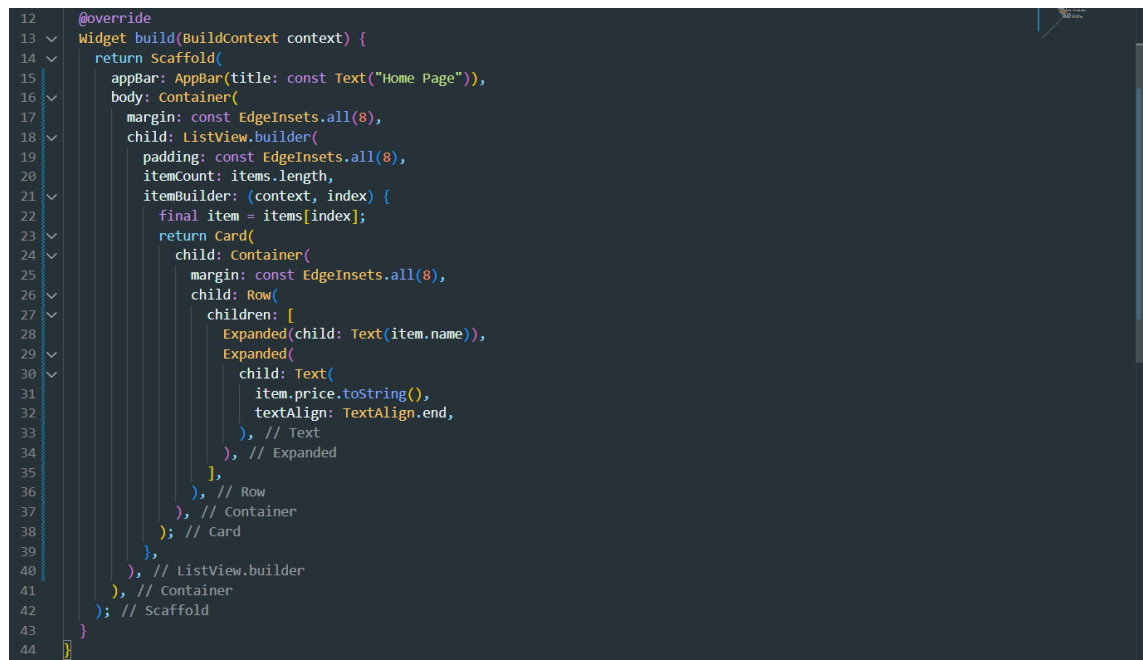 12 @override
13 Widget build(BuildContext context) {
14 return Scaffold(
15 appBar: AppBar(title: const Text("Home Page")),
16 body: Container(
17 margin: const EdgeInsets.all(8),
18 child: ListView.builder(
19 padding: const EdgeInsets.all(8),
20 itemCount: items.length,
21 itemBuilder: (context, index) {
22 final item = items[index];
23 return Card(
24 child: Container(
25 margin: const EdgeInsets.all(8),
26 child: Row(
27 children: [
28 Expanded(child: Text(item.name)),
29 Expanded(
30 child: Text(
31 item.price.toString(),
32 textAlign: TextAlign.end,
33 ), // Text
34 ), // Expanded
35 ],
36 ), // Row
37 ), // Container
38 ); // Card
39 },
40 ), // ListView.builder
41 ), // Container
42 ); // Scaffold
43 }
44 }